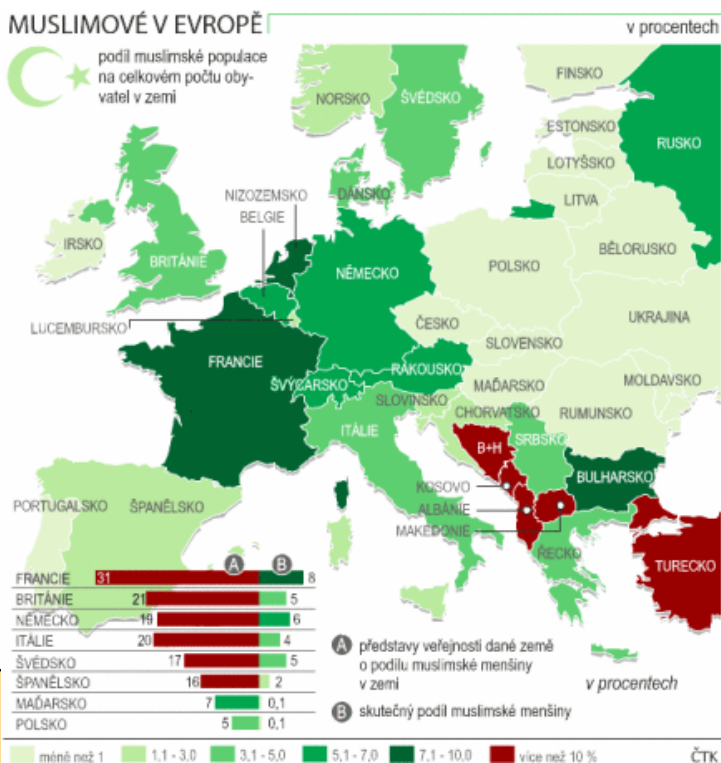 MUSLIMOVÉ V EVROPĚ
v procentech
podíl muslimské populace
na celkovém počtu oby-
vatel v zemi
FINSKO
NORSKO
ŠVÉDSKO
ESTONSKO
RUSKO
LOTYŠSKO
DÁNSKO
LITVA
NIZOZEMSKO
BELGIE
IRSKO
BRITÁNIE
BĚLORUSKO
POLSKO
NĚMECKO
LUCEMBURSKO
UKRAJINA
ČESKO
SLOVENSKO
FRANCIE
RAKOUSKO
ŠVÝCARSKO
MAĎARSKO
MOLDAVSKO
SLOVINSKO
CHORVATSKO
RUMUNSKO
ITÁLIE
SRBSKO
B+H
BULHARSKO
KOSOVO
PORTUGALSKO
ŠPANĚLSKO
ALBÁNIE
MAKEDONIE
ŘECKO
TURECKO
A B
FRANCIE 31 8
BRITÁNIE 21 5
NĚMECKO 19 6
ITÁLIE 20 4
ŠVÉDSKO 17 5
ŠPANĚLSKO 16 2
MAĎARSKO 7 0,1
POLSKO 5 0,1
A představy veřejnosti dané země
o podílu muslimské menšiny
v zemi
v procentech
B skutečný podíl muslimské menšiny
méně než 1 1,1 - 3,0 3,1 - 5,0 5,1 - 7,0 7,1 - 10,0 více než 10 % ČTK